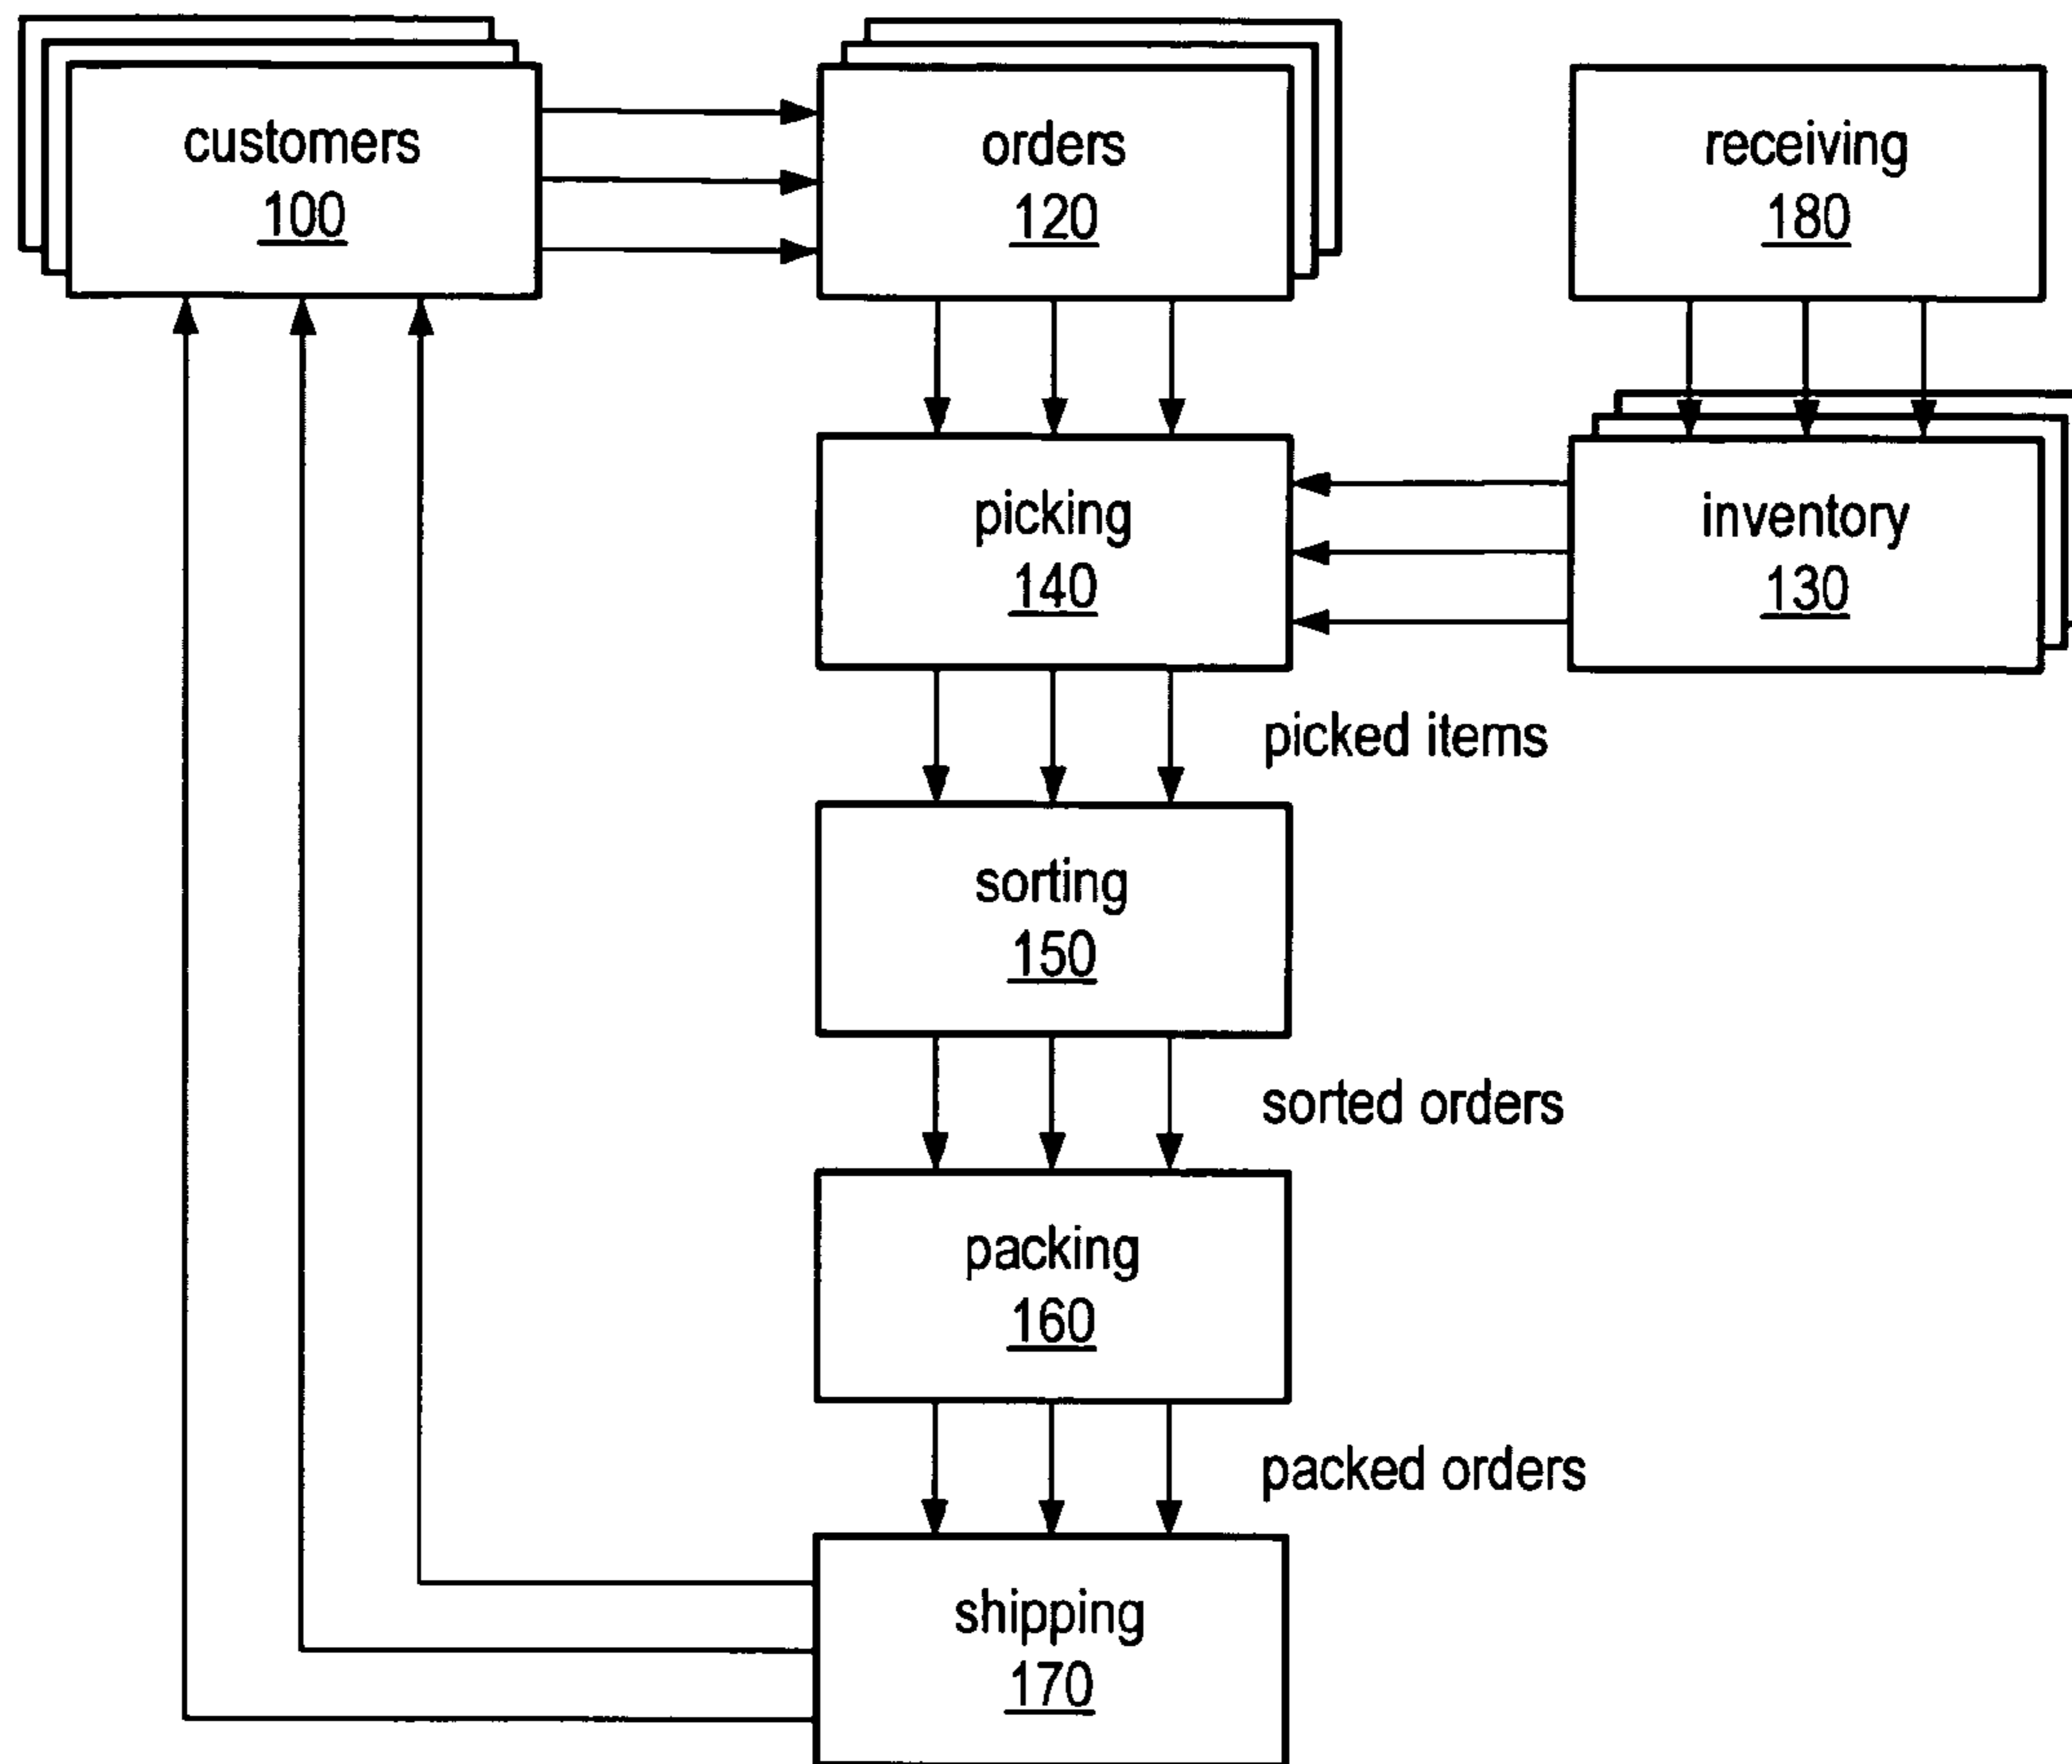 customers
100
orders
120
receiving
180
picking
140
inventory
130
picked items
sorting
150
sorted orders
packing
160
packed orders
shipping
170